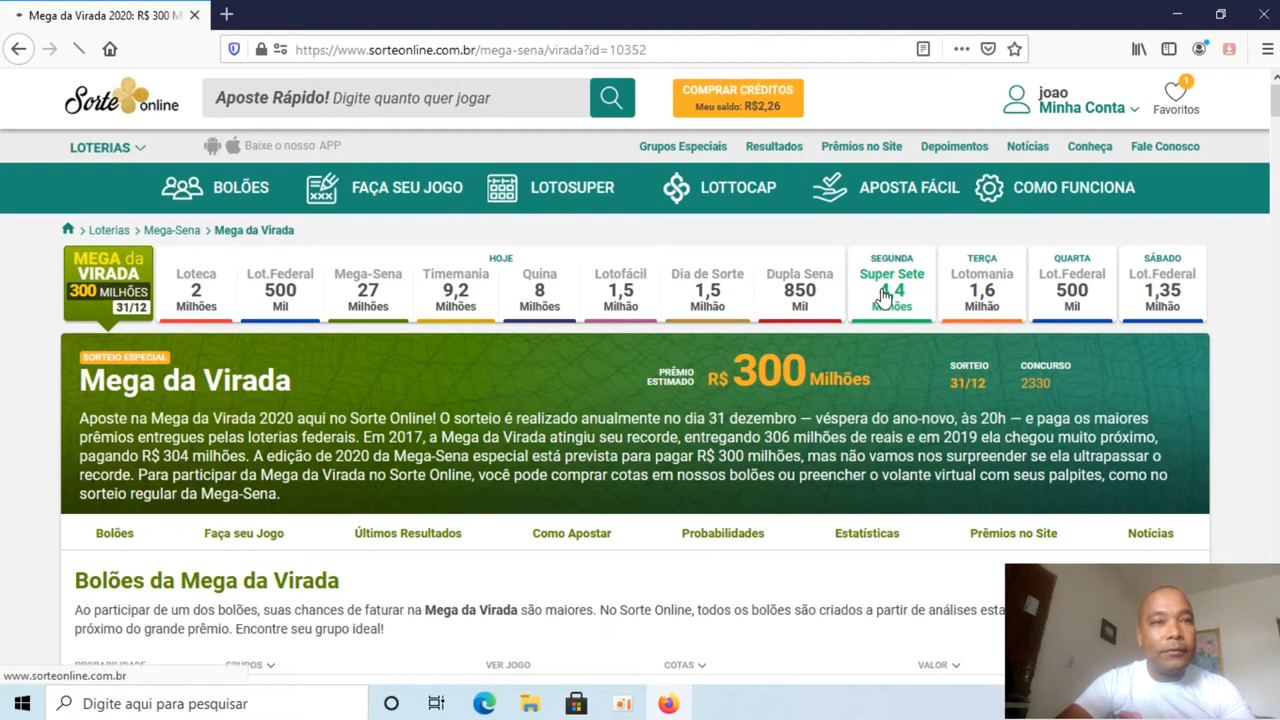 Mega da Virada 2020: R$ 300 M
https://www.sorteonline.com.br/mega-sena/virada?id=10352
Sorte online
Aposte Rápido! Digite quanto quer jogar
COMPRAR CRÉDITOS
Meu saldo: R$2,26
joao
Minha Conta
1
Favoritos
LOTERIAS
Baixe o nosso APP
Grupos Especiais
Resultados
Prêmios no Site
Depoimentos
Notícias
Conheça
Fale Conosco
BOLÕES
FAÇA SEU JOGO
LOTOSUPER
LOTTOCAP
APOSTA FÁCIL
COMO FUNCIONA
> Loterias > Mega-Sena > Mega da Virada
MEGA da
VIRADA
300 MILHÕES
31/12
HOJE
Loteca
2
Milhões
Lot.Federal
500
Mil
Mega-Sena
27
Milhões
Timemania
9,2
Milhões
Quina
8
Milhões
Lotofácil
1,5
Milhão
Dia de Sorte
1,5
Milhão
Dupla Sena
850
Mil
SEGUNDA
Super Sete
TERÇA
Lotomania
1,6
Milhão
QUARTA
Lot.Federal
500
Mil
SÁBADO
Lot.Federal
1,35
Milhão
SORTEIO ESPECIAL
Mega da Virada
PRÊMIO
ESTIMADO
R$ 300 Milhões
SORTEIO
31/12
CONCURSO
2330
Aposte na Mega da Virada 2020 aqui no Sorte Online! O sorteio é realizado anualmente no dia 31 dezembro — véspera do ano-novo, às 20h — e paga os maiores
prêmios entregues pelas loterias federais. Em 2017, a Mega da Virada atingiu seu recorde, entregando 306 milhões de reais e em 2019 ela chegou muito próximo,
pagando R$ 304 milhões. A edição de 2020 da Mega-Sena especial está prevista para pagar R$ 300 milhões, mas não vamos nos surpreender se ela ultrapassar o
recorde. Para participar da Mega da Virada no Sorte Online, você pode comprar cotas em nossos bolões ou preencher o volante virtual com seus palpites, como no
sorteio regular da Mega-Sena.
Bolões
Faça seu Jogo
Últimos Resultados
Como Apostar
Probabilidades
Estatísticas
Prêmios no Site
Notícias
Bolões da Mega da Virada
Ao participar de um dos bolões, suas chances de faturar na Mega da Virada são maiores. No Sorte Online, todos os bolões são criados a partir de análises esta
próximo do grande prêmio. Encontre seu grupo ideal!
GRUPOS
VER JOGO
COTAS
VALOR
www.sorteonline.com.br
Digite aqui para pesquisar